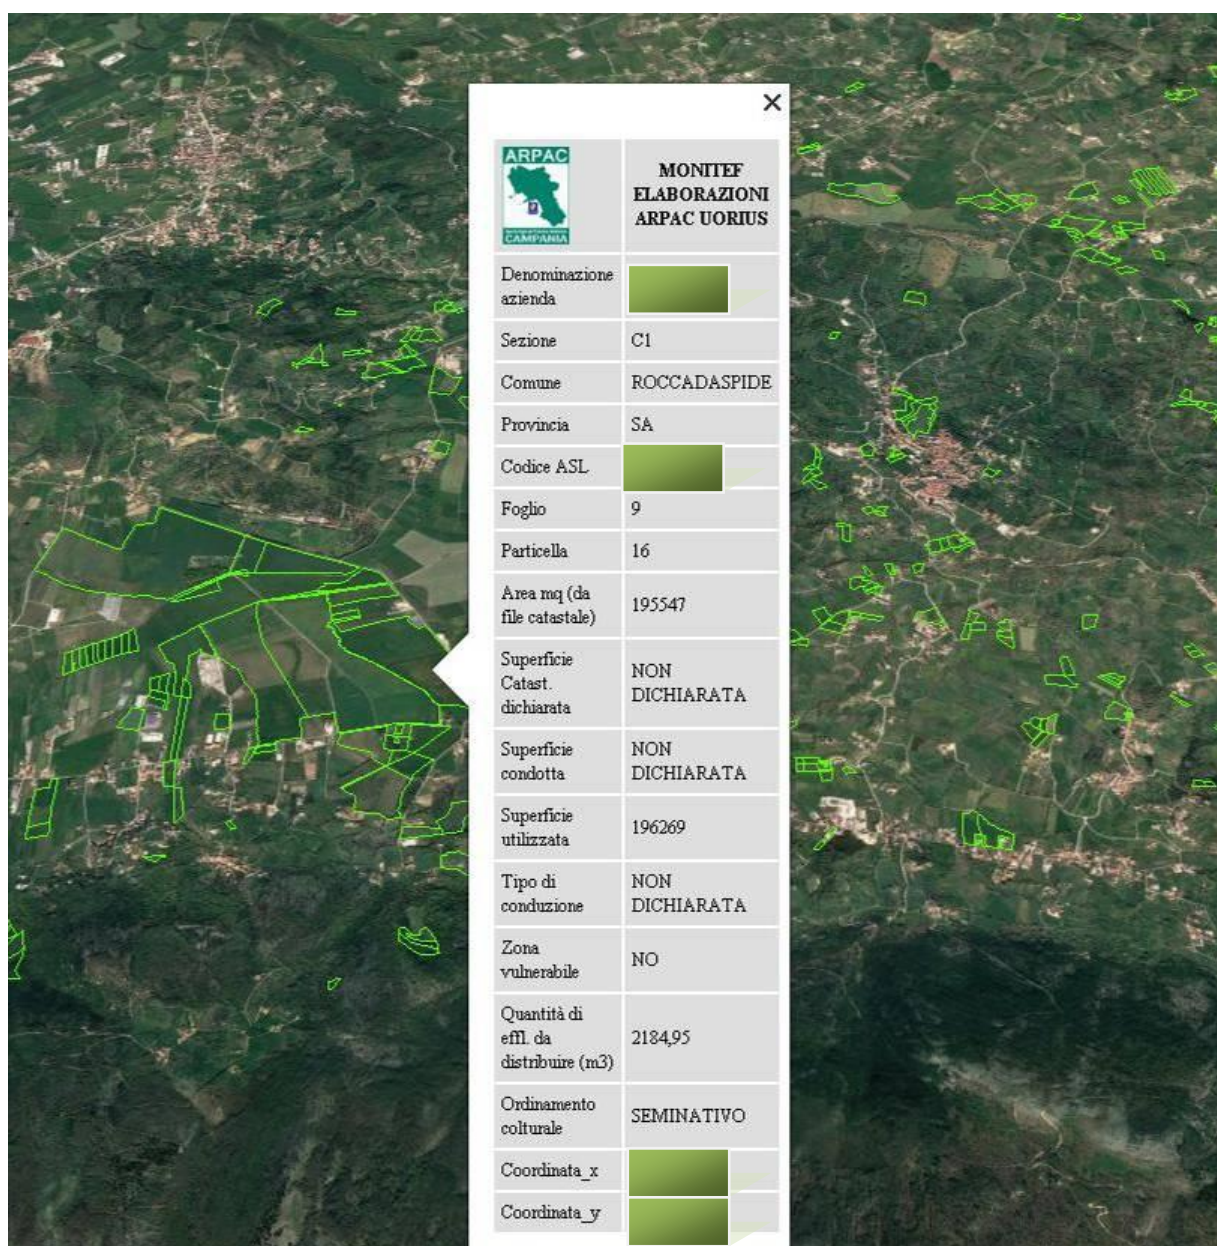 ×
ARPAC
CAMPANIA
MONITEF
ELABORAZIONI
ARPAC UORIUS
Denominazione
azienda
Sezione C1
Comune ROCCADASPIDE
Provincia SA
Codice ASL
Foglio 9
Particella 16
Area mq (da
file catastale) 195547
Superficie
Catast.
dichiarata
NON
DICHIARATA
Superficie
condotta
NON
DICHIARATA
Superficie
utilizzata
196269
Tipo di
conduzione
NON
DICHIARATA
Zona
vulnerabile
NO
Quantità di
effl. da
distribuire (m3)
2184,95
Ordinamento
colturale
SEMINATIVO
Coordinata_x
Coordinata_y